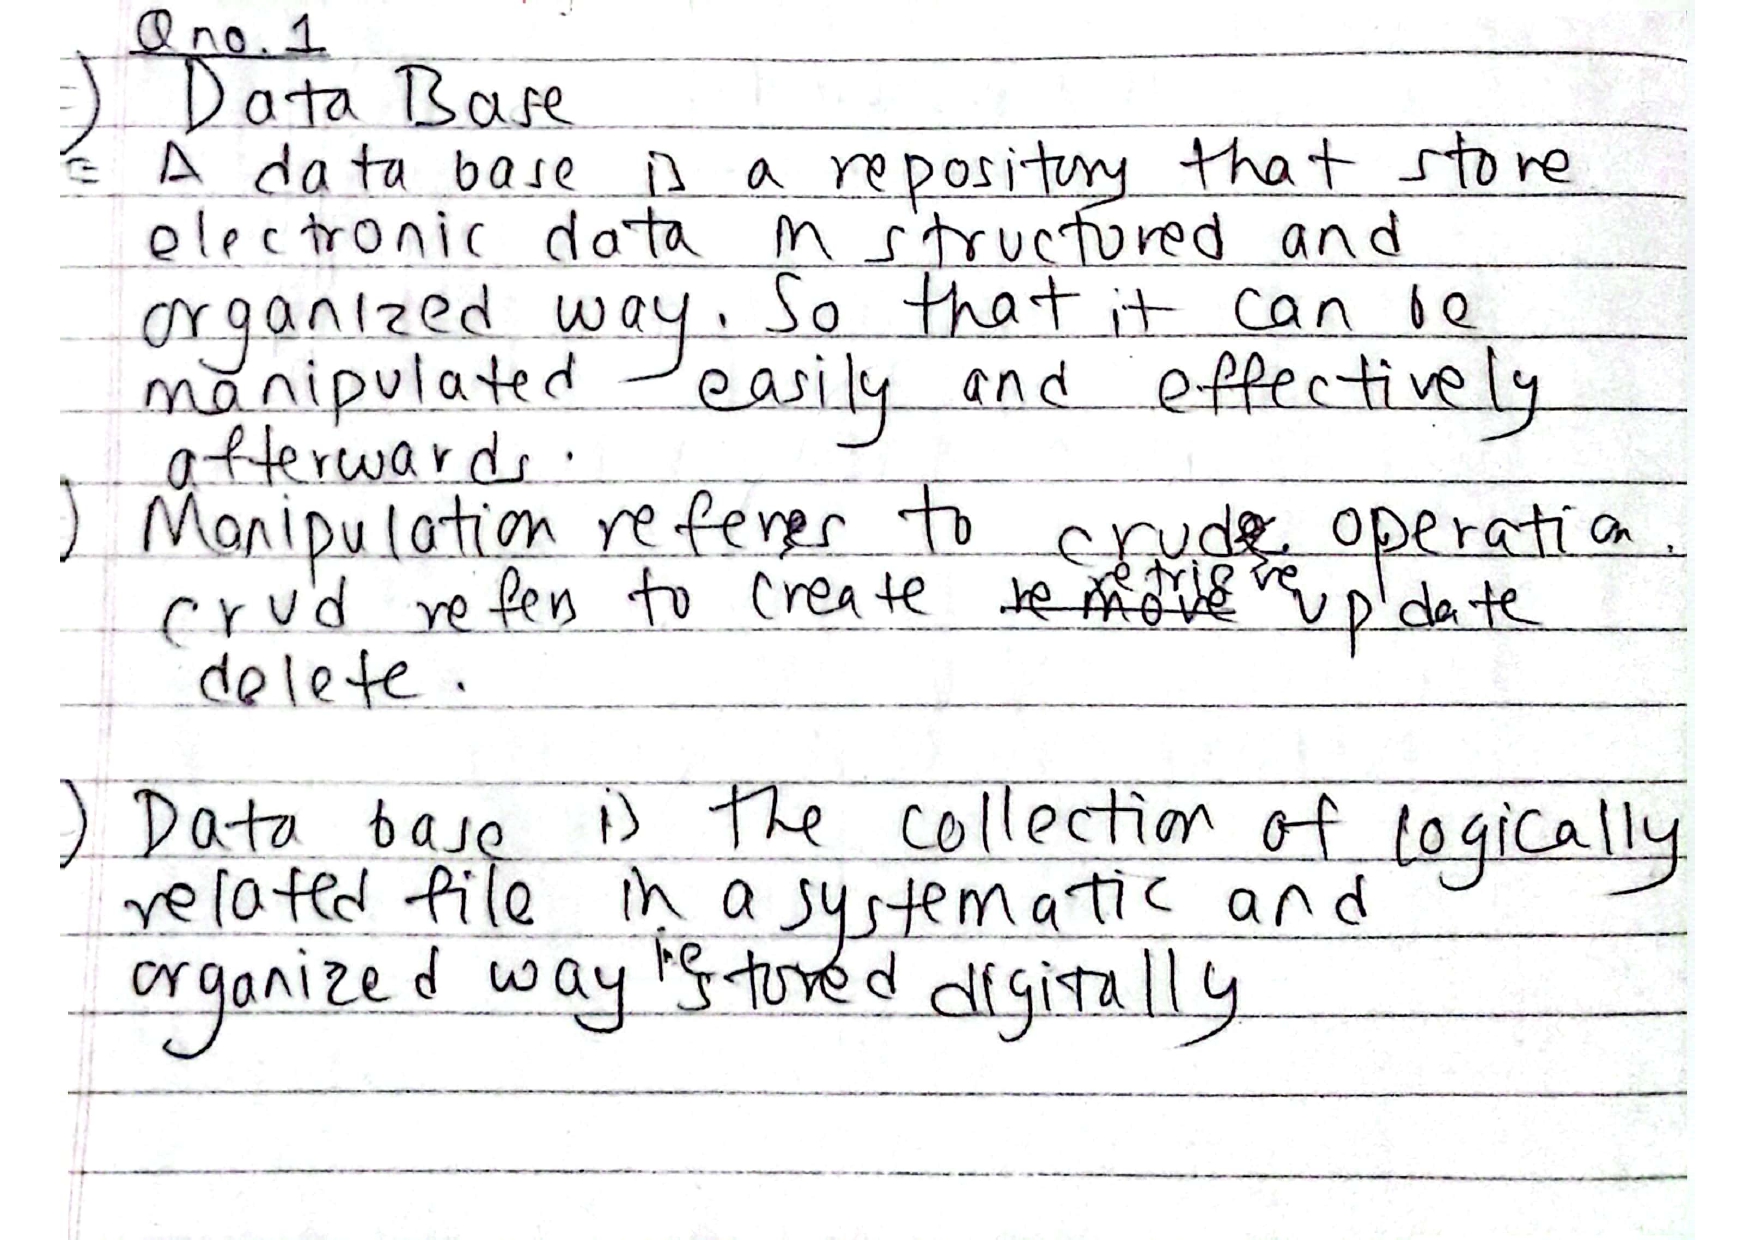 Q no. 1
=) Data Base
= A data base is a repository that store
electronic data in structured and
organized way. So that it can be
manipulated easily and effectively
afterwards.
) Manipulation referes to crud operation.
crud refers to create retrieve update
delete.
) Data base is the collection of logically
related file in a systematic and
organized way is stored digitally